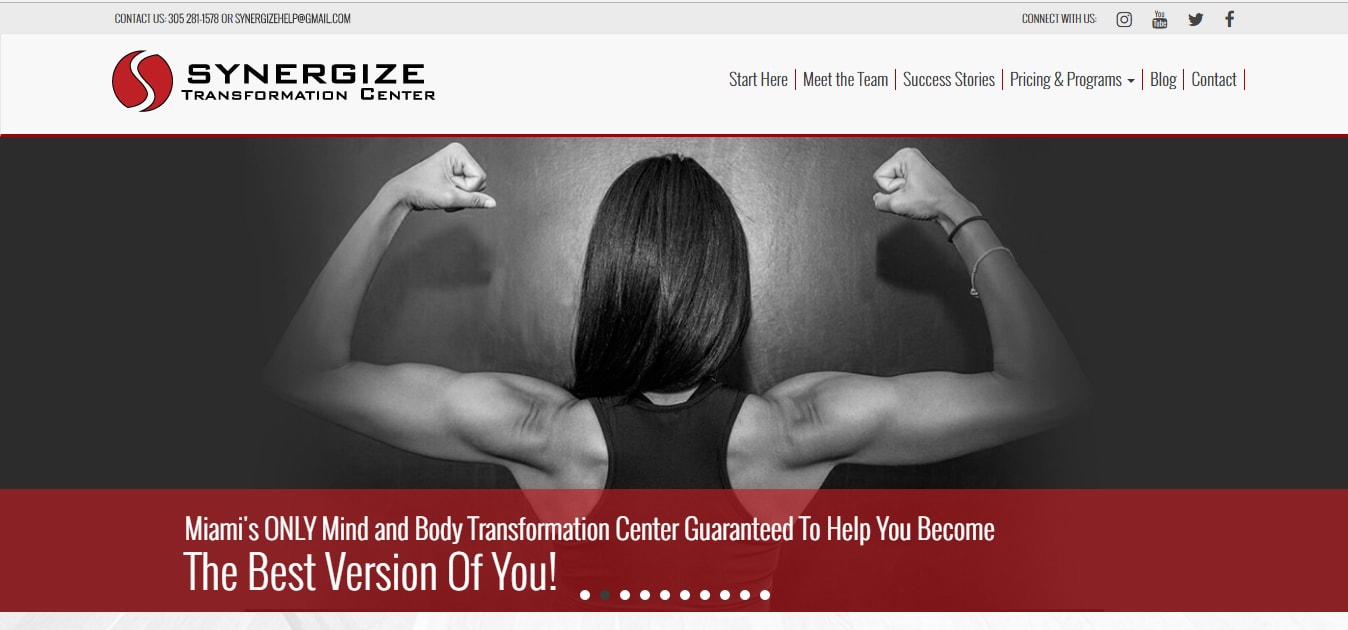 CONTACT US: 305 281-1578 OR SYNERGIZEHELP@GMAIL.COM
CONNECT WITH US:
You Tube
SYNERGIZE
TRANSFORMATION CENTER
Start Here Meet the Team Success Stories Pricing & Programs Blog Contact
Miami's ONLY Mind and Body Transformation Center Guaranteed To Help You Become
The Best Version Of You!